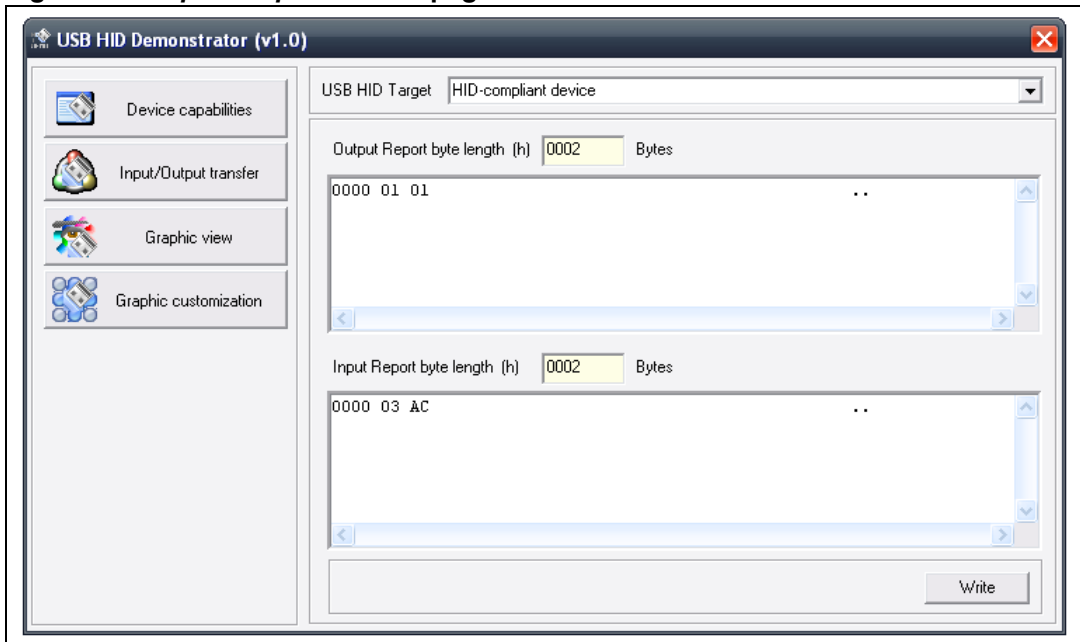 USB HID Demonstrator (v1.0)
Device capabilities
Input/Output transfer
Graphic view
Graphic customization
USB HID Target HID-compliant device
Output Report byte length (h) 0002 Bytes
0000 01 01 ..
Input Report byte length (h) 0002 Bytes
0000 03 AC ..
Write